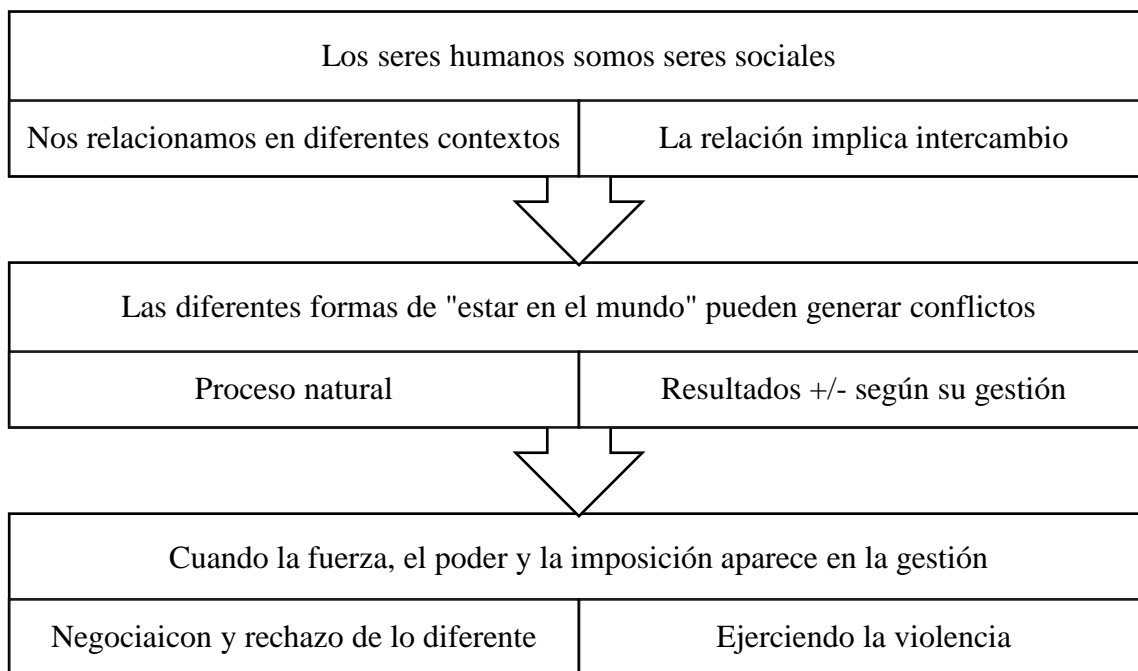 Los seres humanos somos seres sociales
Nos relacionamos en diferentes contextos
La relación implica intercambio
Las diferentes formas de "estar en el mundo" pueden generar conflictos
Proceso natural
Resultados +/- según su gestión
Cuando la fuerza, el poder y la imposición aparece en la gestión
Negociaicon y rechazo de lo diferente
Ejerciendo la violencia